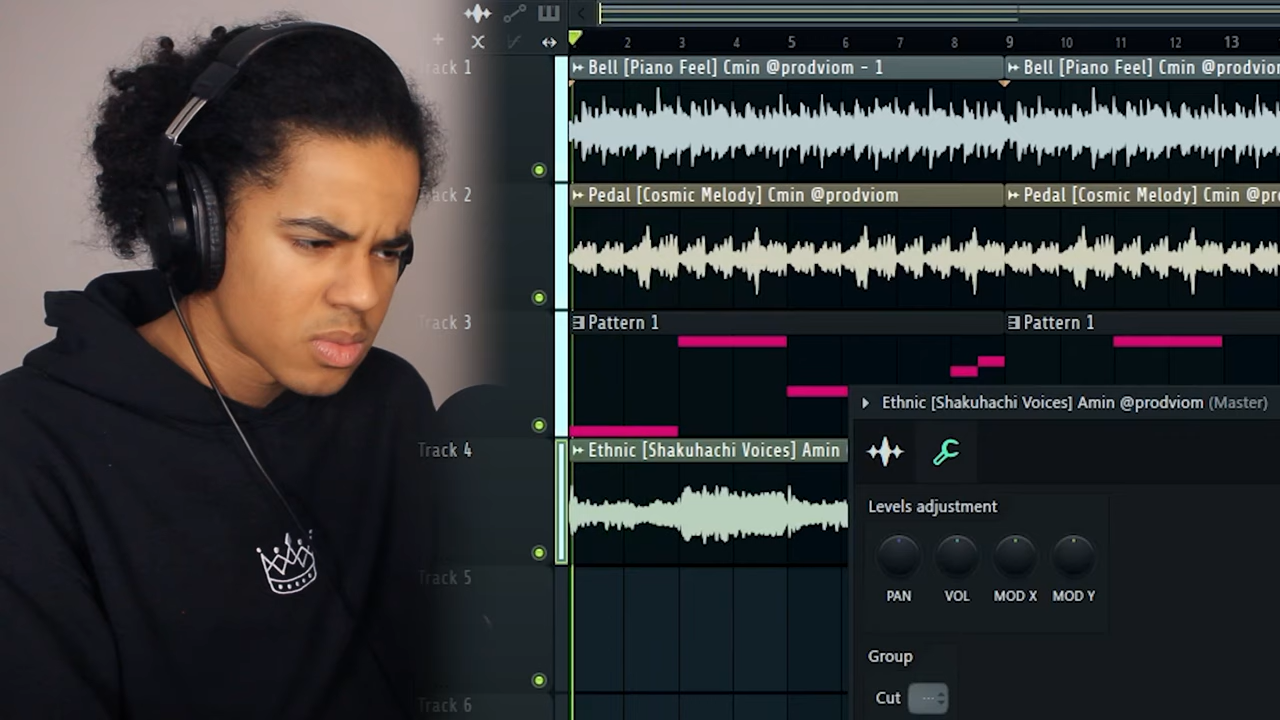 2 3 4 5 6 7 8 9 10 11 12 13
Track 1
Bell [Piano Feel] Cmin @prodviom - 1
Bell [Piano Feel] Cmin @prodviom
Track 2
Pedal [Cosmic Melody] Cmin @prodviom
Pedal [Cosmic Melody] Cmin @pr
Track 3
Pattern 1
Pattern 1
Ethnic [Shakuhachi Voices] Amin @prodviom (Master)
Track 4
Ethnic [Shakuhachi Voices] Amin
Levels adjustment
PAN VOL MOD X MOD Y
Track 5
Group
Cut ---
Track 6